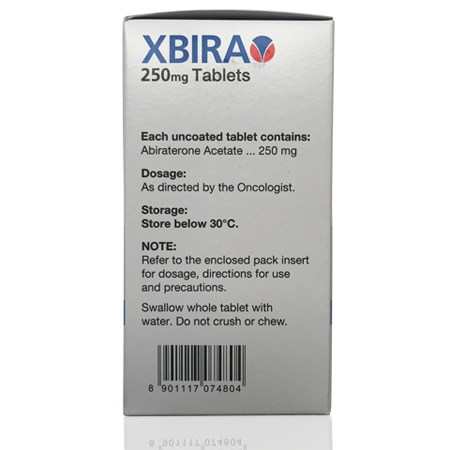 XBIRA
250mg Tablets
Each uncoated tablet contains:
Abiraterone Acetate ... 250 mg
Dosage:
As directed by the Oncologist.
Storage:
Store below 30°C.
NOTE:
Refer to the enclosed pack insert
for dosage, directions for use
and precautions.
Swallow whole tablet with
water. Do not crush or chew.
8 901117 074804